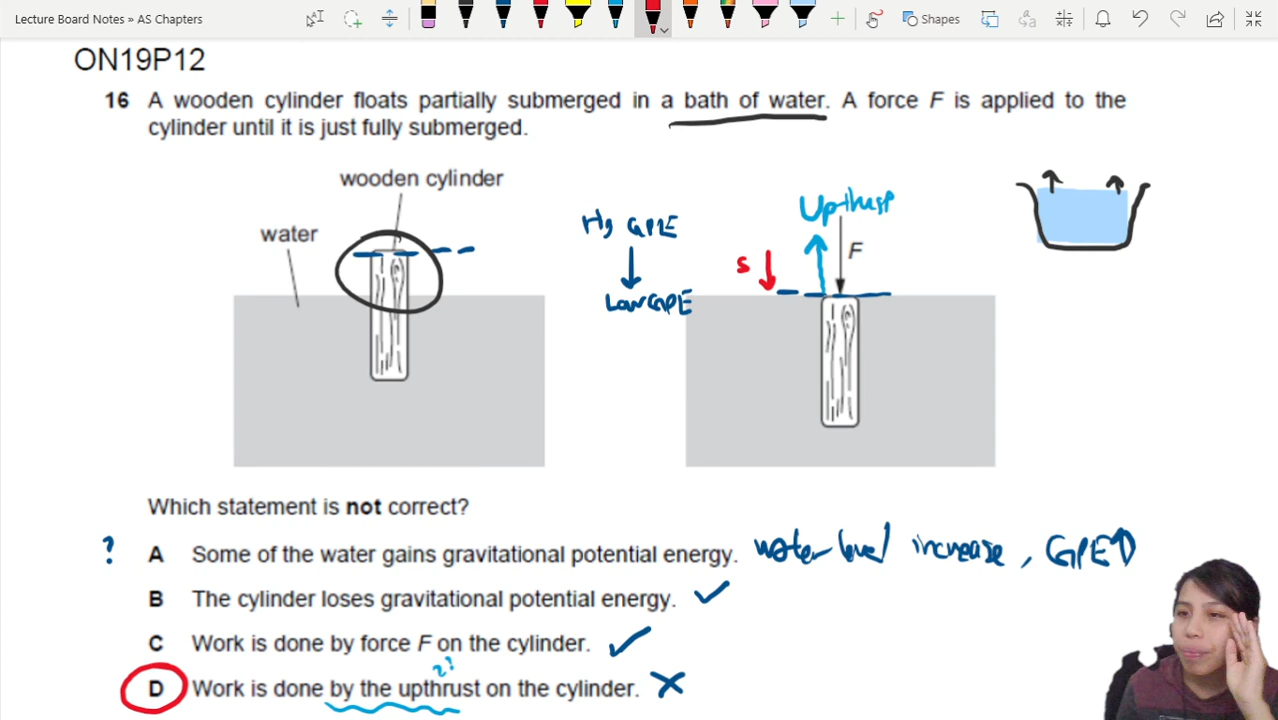 Lecture Board Notes » AS Chapters
Shapes
ON19P12
16 A wooden cylinder floats partially submerged in a bath of water. A force F is applied to the
cylinder until it is just fully submerged.
wooden cylinder
water
Hg GPE
Low GPE
Upthust
S
F
Which statement is not correct?
? A Some of the water gains gravitational potential energy. water level increase, GPE↑
B The cylinder loses gravitational potential energy. ✓
C Work is done by force F on the cylinder. ✓
D Work is done by the upthrust on the cylinder. ✗